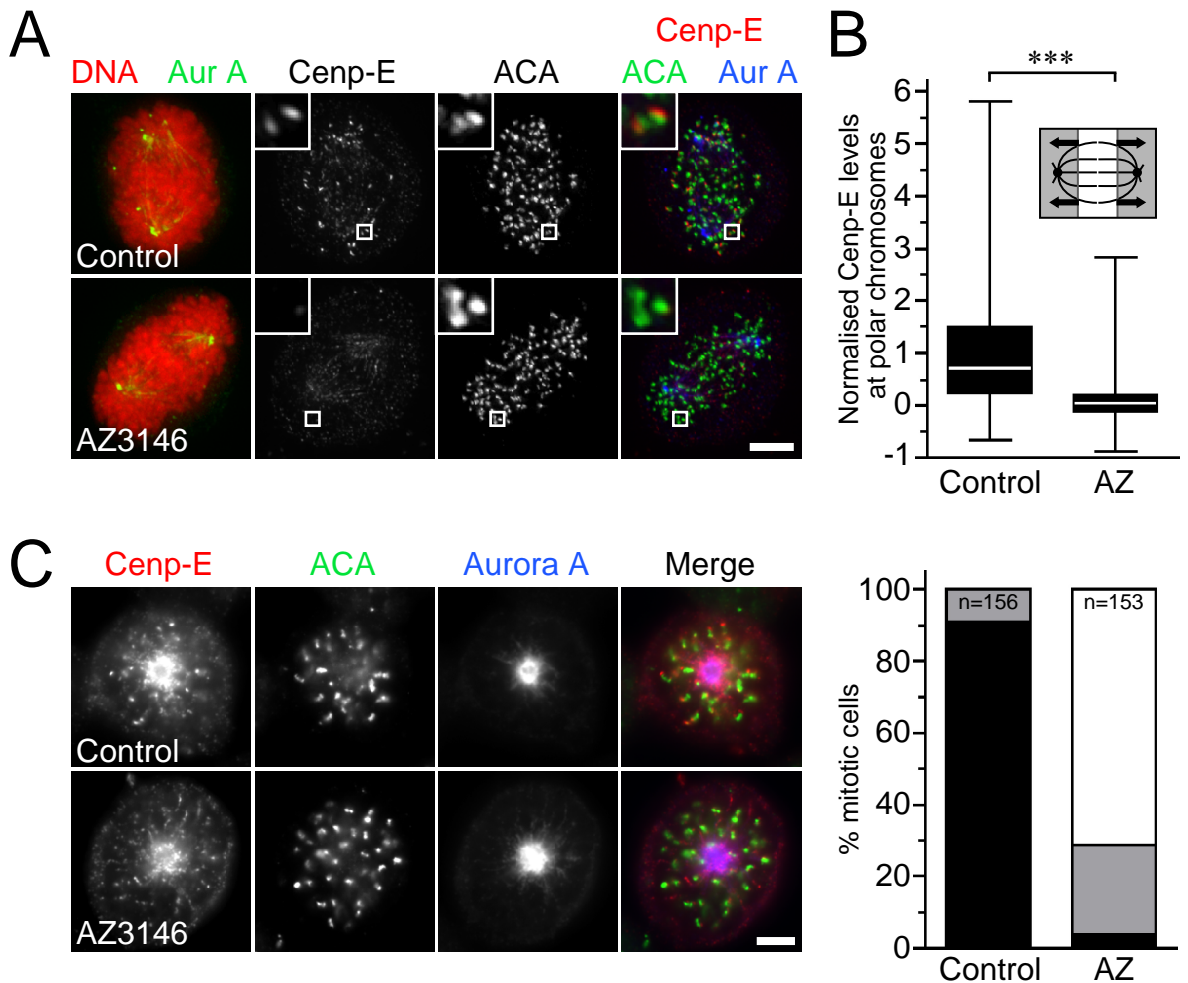 A
DNA Aur A
Cenp-E
ACA
Cenp-E
ACA Aur A
Control
AZ3146
B
***
Normalised Cenp-E levels
at polar chromosomes
6
5
4
3
2
1
0
-1
Control AZ
C
Cenp-E
ACA
Aurora A
Merge
Control
AZ3146
% mitotic cells
100
80
60
40
20
0
n=156
n=153
Control AZ